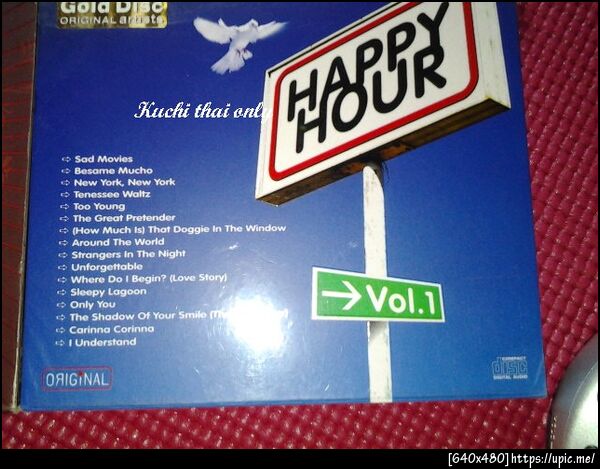 Gold Disc
ORIGINAL artists
HAPPY
HOUR
Kuchi thai only
⇨ Sad Movies
⇨ Besame Mucho
⇨ New York, New York
⇨ Tenessee Waltz
⇨ Too Young
⇨ The Great Pretender
⇨ (How Much Is) That Doggie In The Window
⇨ Around The World
⇨ Strangers In The Night
⇨ Unforgettable
⇨ Where Do I Begin? (Love Story)
⇨ Sleepy Lagoon
⇨ Only You
⇨ The Shadow Of Your Smile
⇨ Carinna Corinna
⇨ I Understand
→ Vol.1
ORIGINAL
COMPACT
disc
DIGITAL AUDIO
[640x480]https://upic.me/